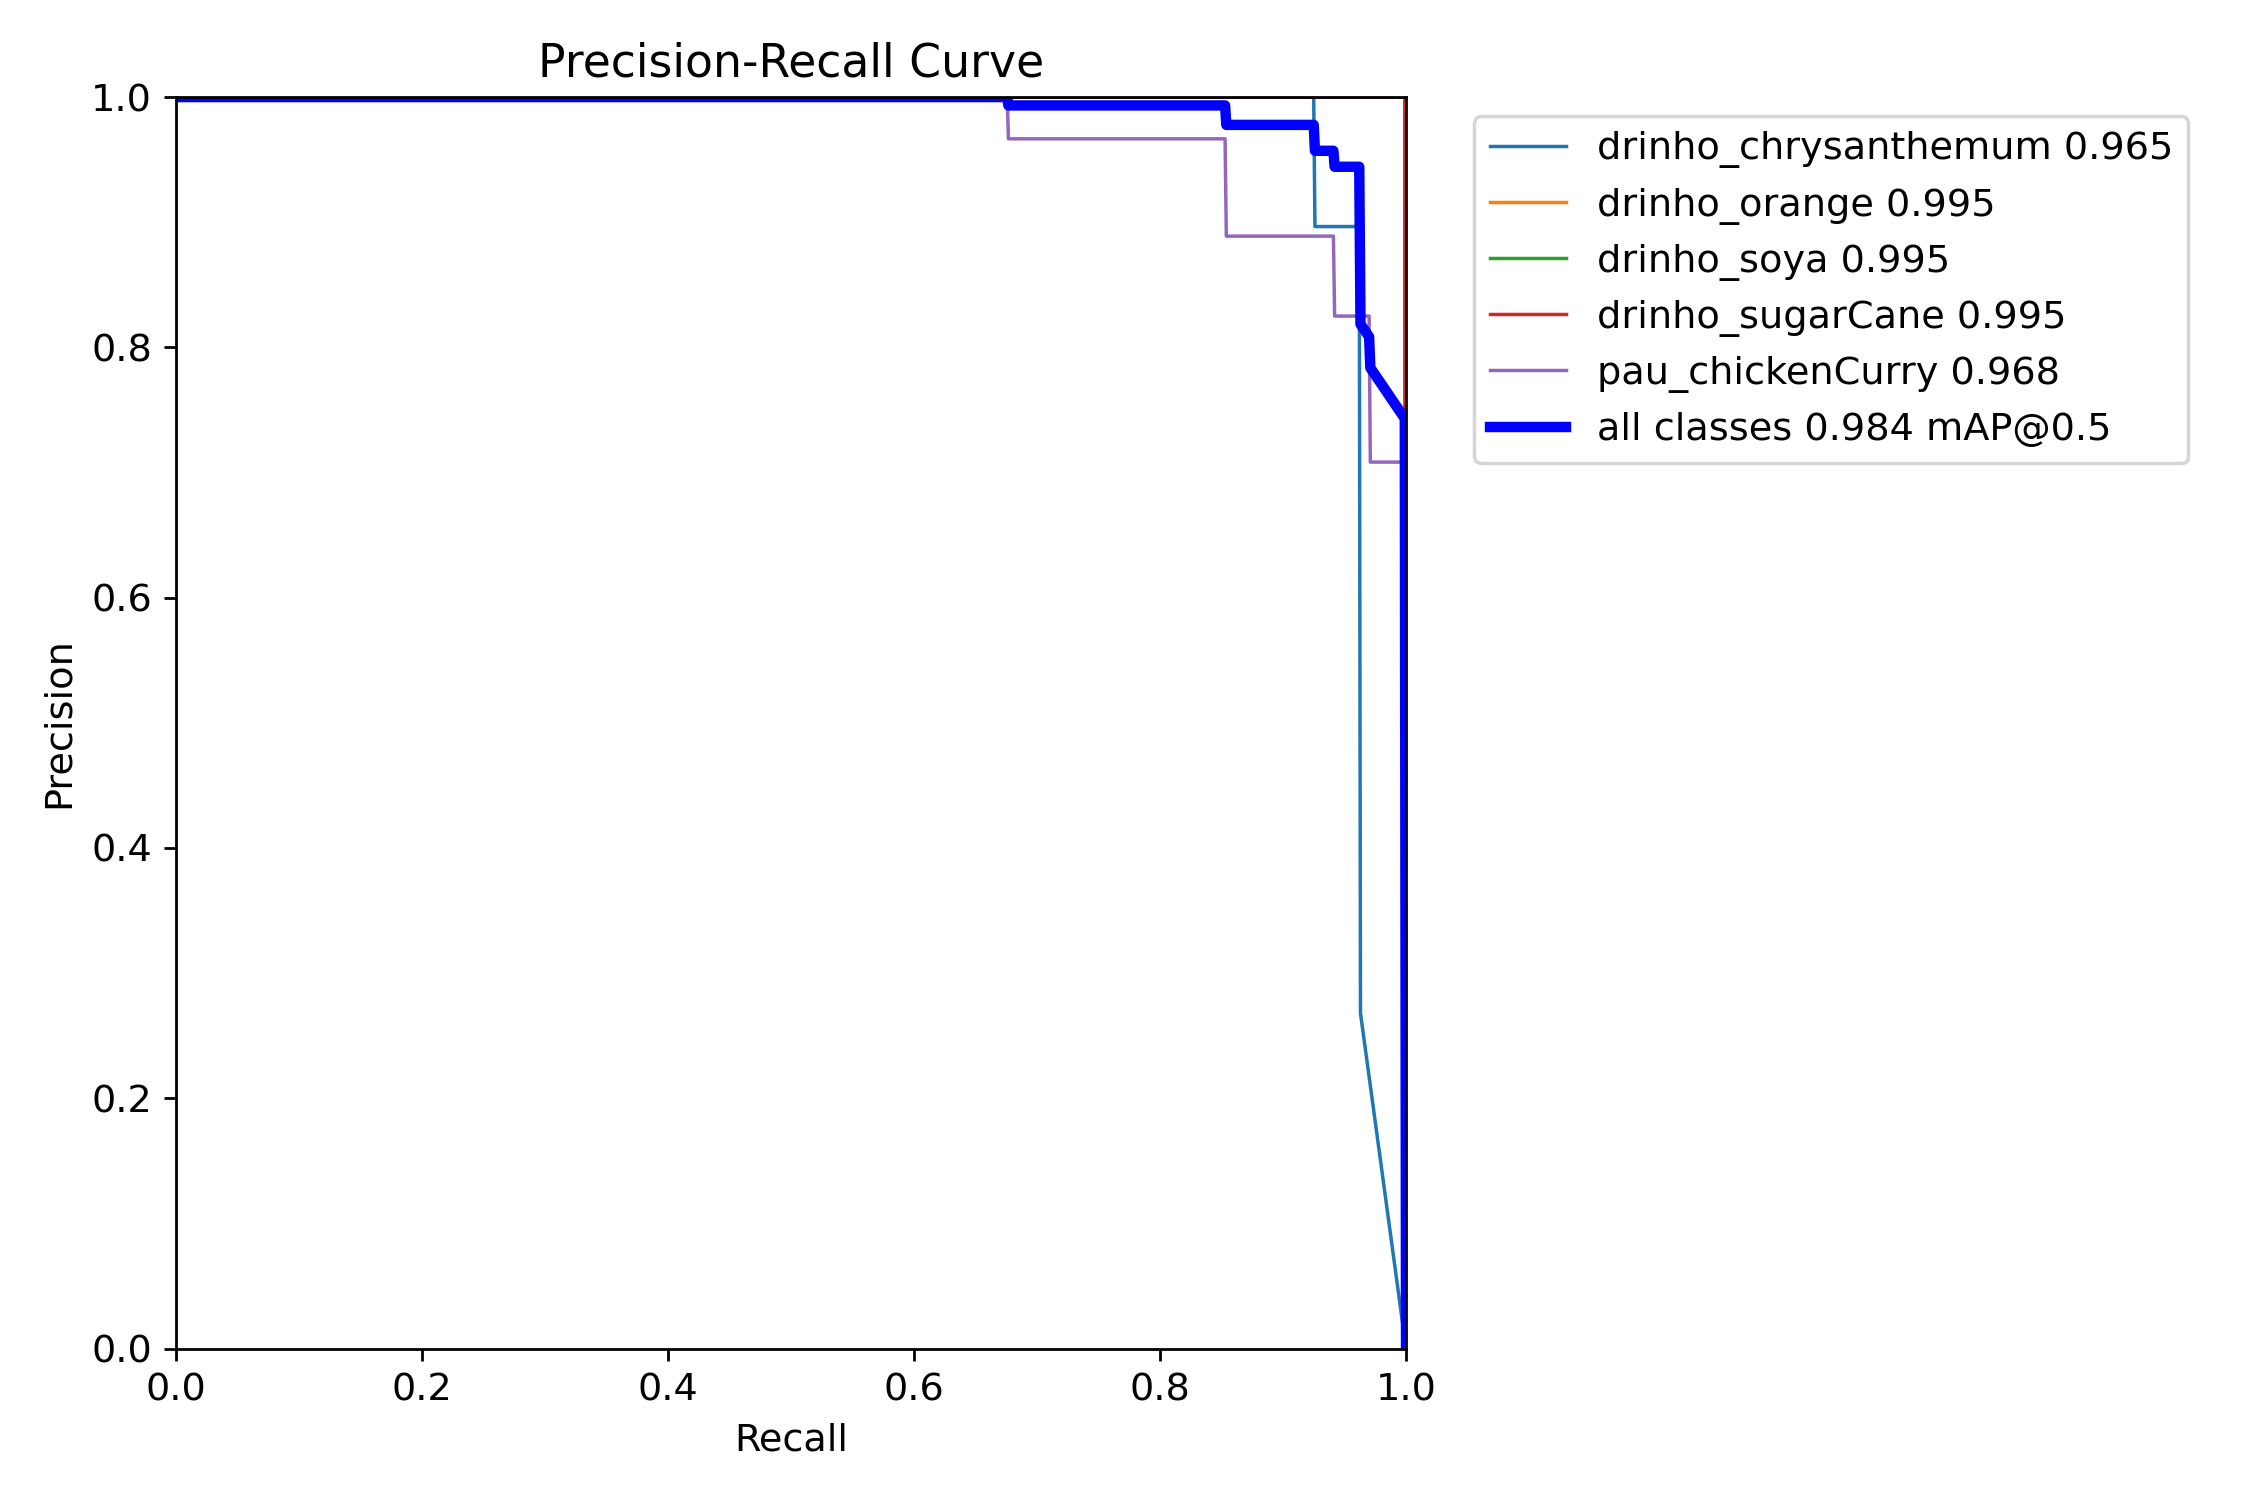 Precision-Recall Curve
1.0
0.8
0.6
0.4
0.2
0.0
Precision
0.0 0.2 0.4 0.6 0.8 1.0
Recall
drinho_chrysanthemum 0.965
drinho_orange 0.995
drinho_soya 0.995
drinho_sugarCane 0.995
pau_chickenCurry 0.968
all classes 0.984 mAP@0.5